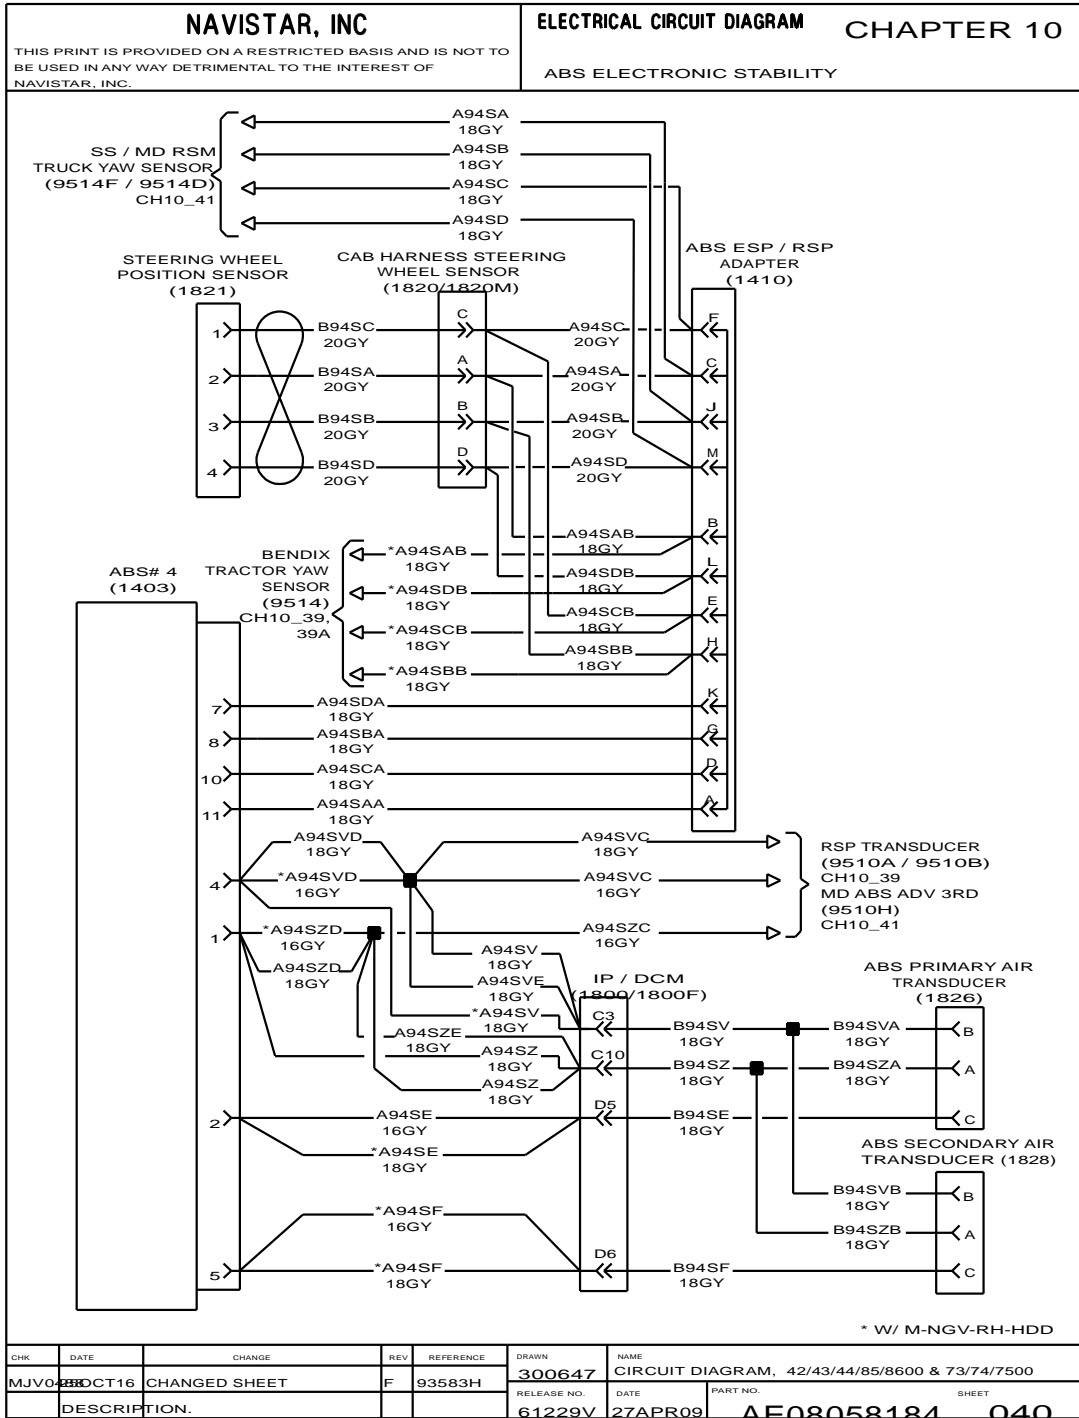 NAVISTAR, INC
THIS PRINT IS PROVIDED ON A RESTRICTED BASIS AND IS NOT TO
BE USED IN ANY WAY DETRIMENTAL TO THE INTEREST OF
NAVISTAR, INC.
ELECTRICAL CIRCUIT DIAGRAM
CHAPTER 10
ABS ELECTRONIC STABILITY
SS / MD RSM
TRUCK YAW SENSOR
(9514F / 9514D)
CH10_41
A94SA
18GY
A94SB
18GY
A94SC
18GY
A94SD
18GY
STEERING WHEEL
POSITION SENSOR
(1821)
CAB HARNESS STEERING
WHEEL SENSOR
(1820/1820M)
ABS ESP / RSP
ADAPTER
(1410)
1
B94SC
20GY
C
A94SC
20GY
F
2
B94SA
20GY
A
A94SA
20GY
C
3
B94SB
20GY
B
A94SB
20GY
J
4
B94SD
20GY
D
A94SD
20GY
M
A94SAB
18GY
B
A94SDB
18GY
L
A94SCB
18GY
E
A94SBB
18GY
H
BENDIX
TRACTOR YAW
SENSOR
(9514)
CH10_39,
39A
*A94SAB
18GY
*A94SDB
18GY
*A94SCB
18GY
*A94SBB
18GY
ABS# 4
(1403)
7
A94SDA
18GY
K
8
A94SBA
18GY
G
10
A94SCA
18GY
D
11
A94SAA
18GY
A
A94SVD
18GY
A94SVC
18GY
4
*A94SVD
16GY
A94SVC
16GY
1
*A94SZD
16GY
A94SZC
16GY
A94SZD
18GY
RSP TRANSDUCER
(9510A / 9510B)
CH10_39
MD ABS ADV 3RD
(9510H)
CH10_41
A94SV
18GY
A94SVE
18GY
*A94SV
18GY
A94SZE
18GY
A94SZ
18GY
A94SZ
18GY
IP / DCM
(1800/1800F)
C3
C10
D5
D6
ABS PRIMARY AIR
TRANSDUCER
(1826)
B94SV
18GY
B94SVA
18GY
B
B94SZ
18GY
B94SZA
18GY
A
2
A94SE
16GY
*A94SE
18GY
B94SE
18GY
C
ABS SECONDARY AIR
TRANSDUCER (1828)
B94SVB
18GY
B
B94SZB
18GY
A
*A94SF
16GY
5
*A94SF
18GY
B94SF
18GY
C
* W/ M-NGV-RH-HDD
CHK
DATE
CHANGE
REV
REFERENCE
DRAWN
300647
NAME
CIRCUIT DIAGRAM, 42/43/44/85/8600 & 73/74/7500
CHANGED SHEET
F
93583H
DESCRIPTION.
RELEASE NO.
61229V
DATE
27APR09
PART NO.
AE08058184
SHEET
040